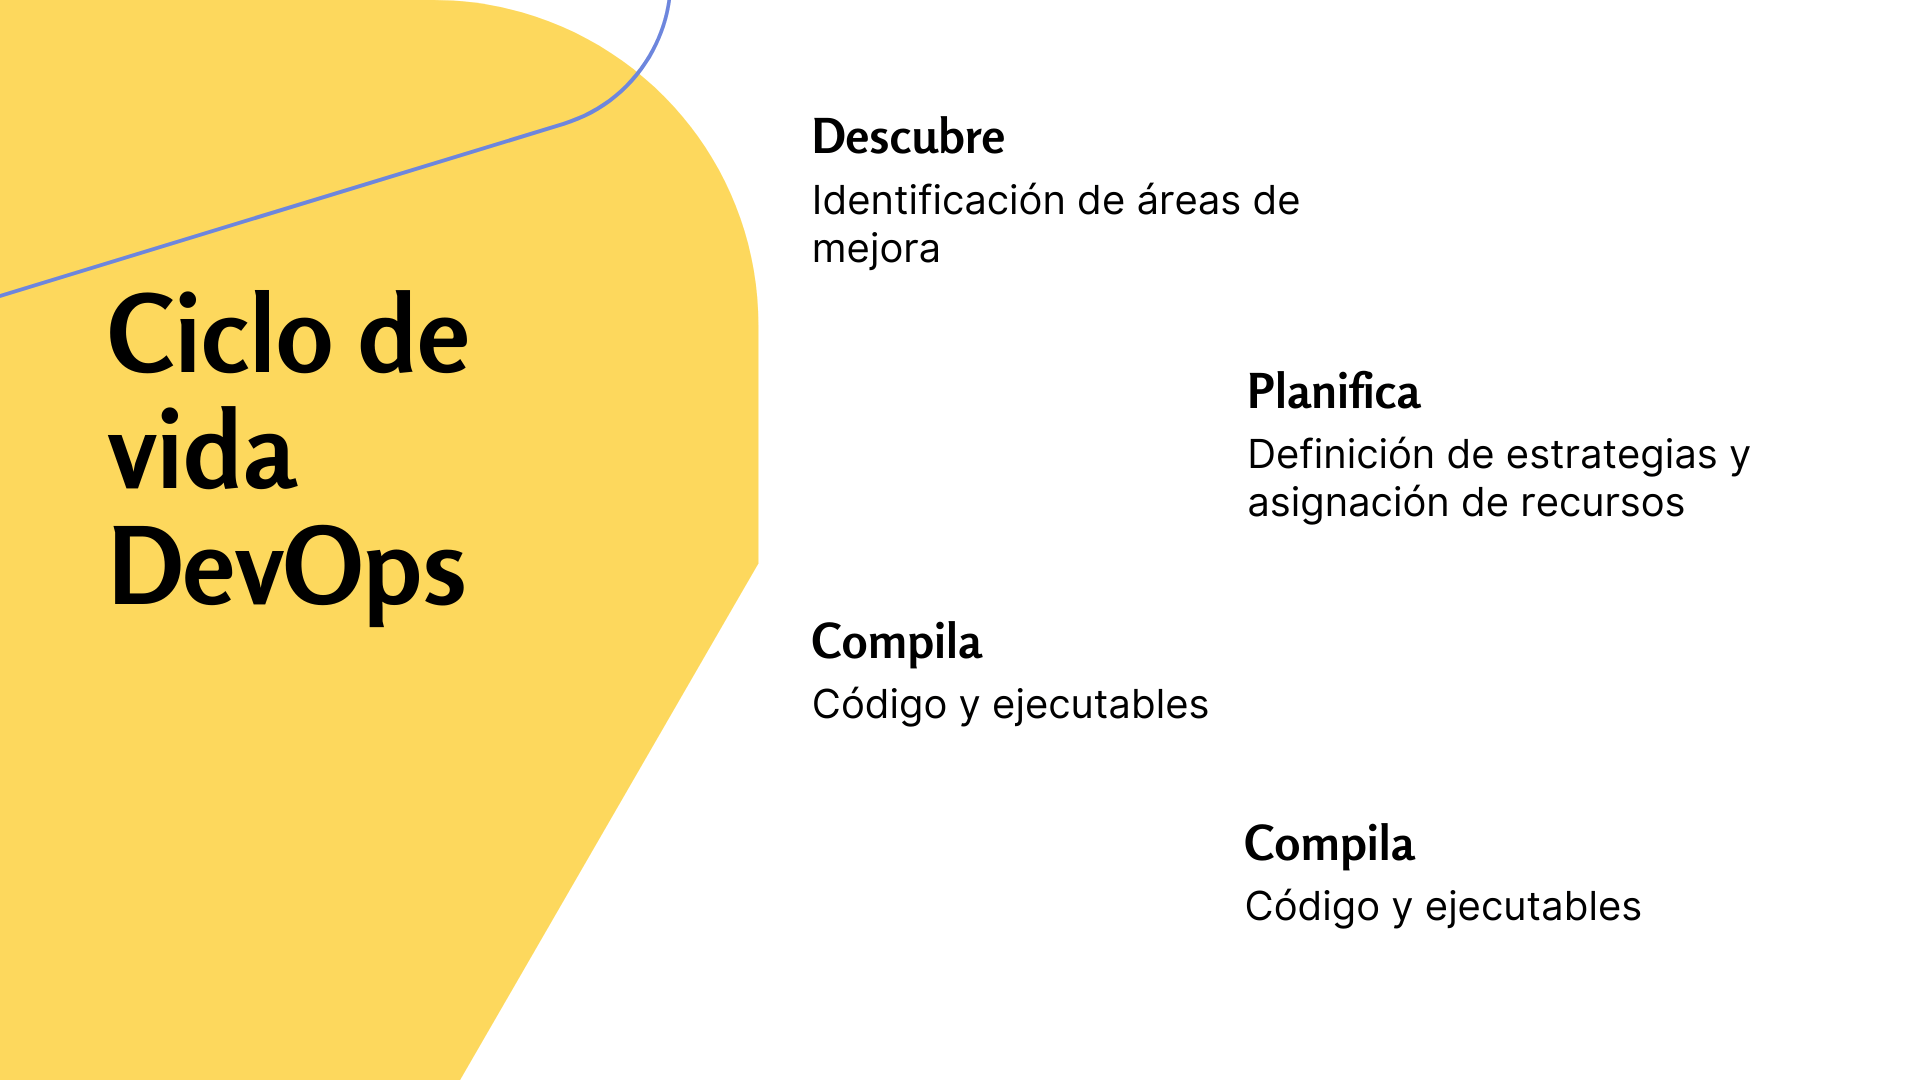 Ciclo de
vida
DevOps
Descubre
Identificación de áreas de
mejora
Planifica
Definición de estrategias y
asignación de recursos
Compila
Código y ejecutables
Compila
Código y ejecutables